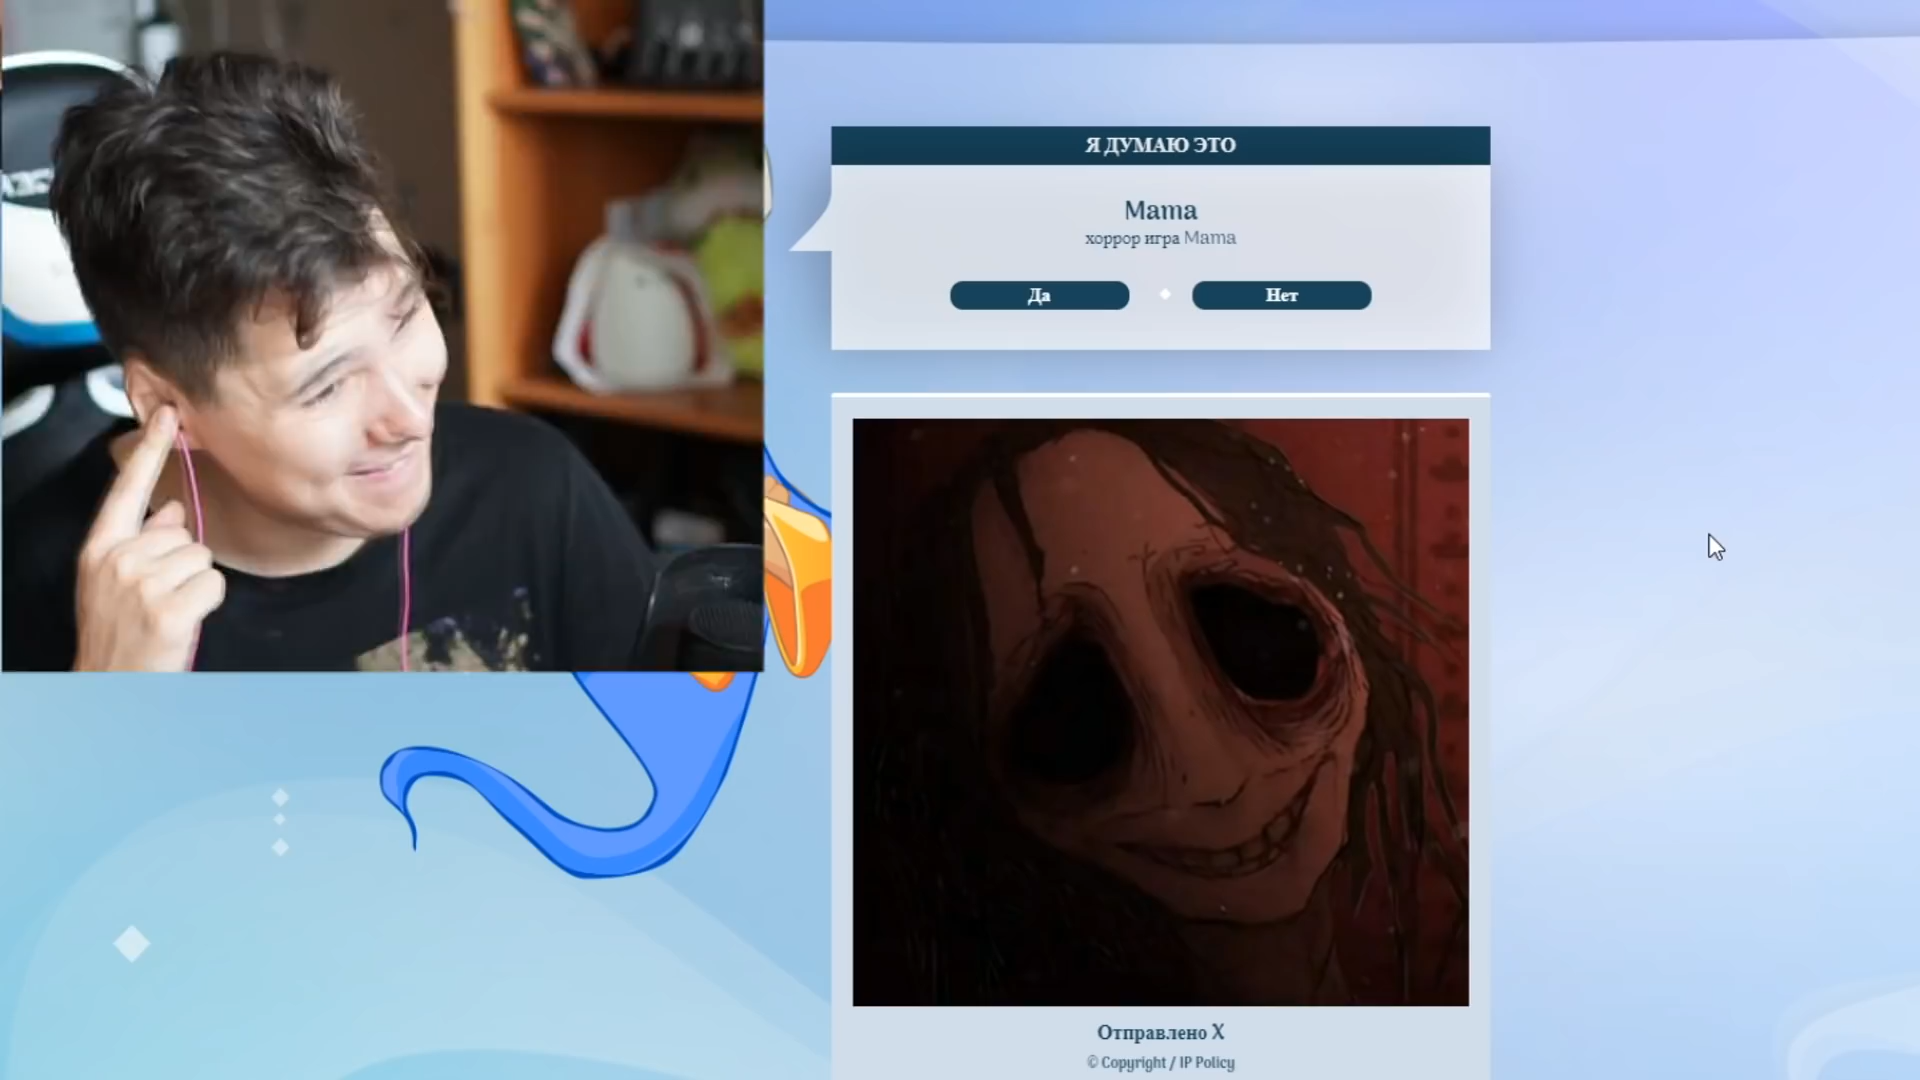 Я ДУМАЮ ЭТО
Mama
хоррор игра Mama
Да
Нет
Отправлено X
© Copyright / IP Policy